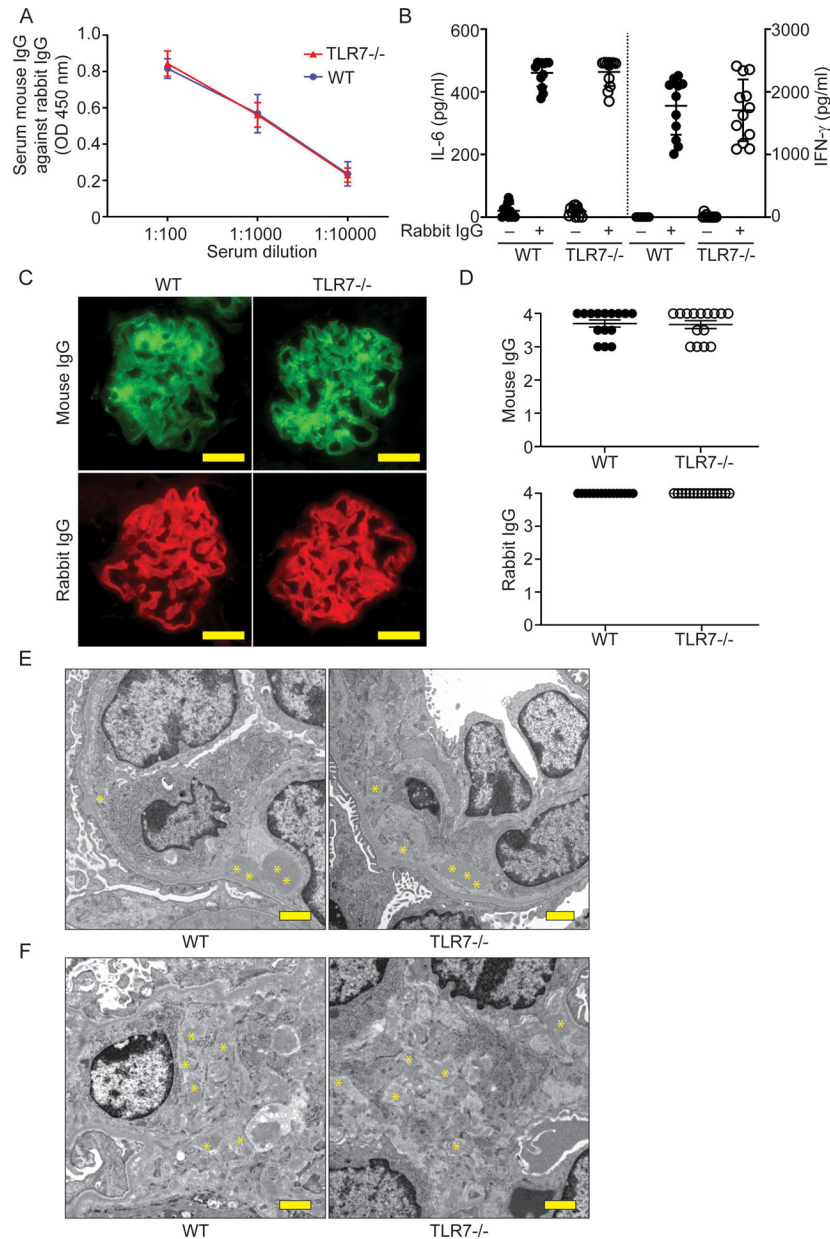 A
Serum mouse IgG
against rabbit IgG
(OD 450 nm)
1
0.8
0.6
0.4
0.2
0
1:100
1:1000
1:10000
Serum dilution
TLR7-/-
WT
B
IL-6 (pg/ml)
600
400
200
0
3000
2000
1000
0
IFN-γ (pg/ml)
Rabbit IgG – + – + – + – +
WT TLR7-/- WT TLR7-/-
C
WT TLR7-/-
Mouse IgG
Rabbit IgG
D
Mouse IgG
4
3
2
1
0
WT TLR7-/-
Rabbit IgG
4
3
2
1
0
WT TLR7-/-
E
* * * * *
* * * * *
WT TLR7-/-
F
* * * * * *
* * * * * *
WT TLR7-/-